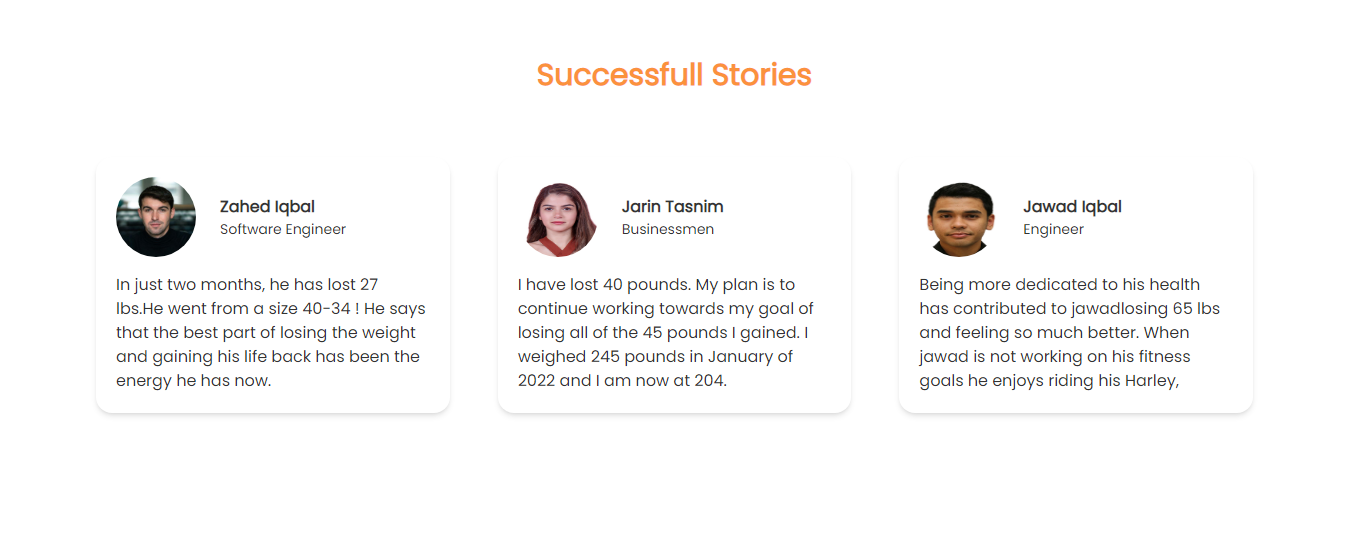 Successfull Stories
Zahed Iqbal
Software Engineer
In just two months, he has lost 27
lbs.He went from a size 40-34 ! He says
that the best part of losing the weight
and gaining his life back has been the
energy he has now.
Jarin Tasnim
Businessmen
I have lost 40 pounds. My plan is to
continue working towards my goal of
losing all of the 45 pounds I gained. I
weighed 245 pounds in January of
2022 and I am now at 204.
Jawad Iqbal
Engineer
Being more dedicated to his health
has contributed to jawadlosing 65 lbs
and feeling so much better. When
jawad is not working on his fitness
goals he enjoys riding his Harley,